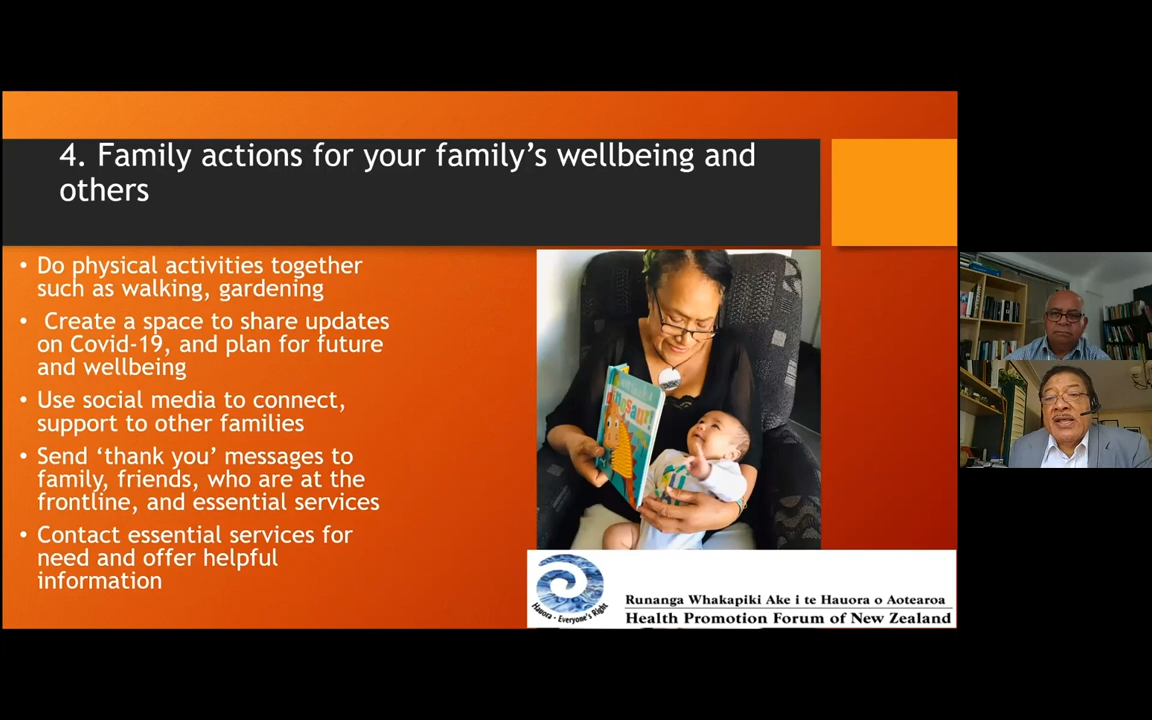 4. Family actions for your family’s wellbeing and
others
• Do physical activities together
such as walking, gardening
• Create a space to share updates
on Covid-19, and plan for future
and wellbeing
• Use social media to connect,
support to other families
• Send ‘thank you’ messages to
family, friends, who are at the
frontline, and essential services
• Contact essential services for
need and offer helpful
information
dinosaur!
Hauora - Everyone's Right
Runanga Whakapiki Ake i te Hauora o Aotearoa
Health Promotion Forum of New Zealand